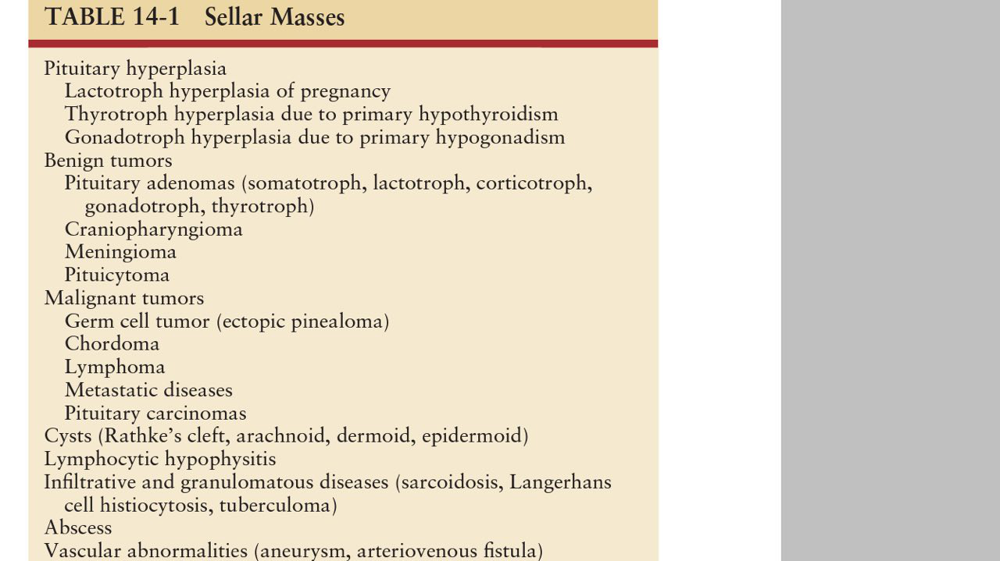 TABLE 14-1 Sellar Masses
Pituitary hyperplasia
Lactotroph hyperplasia of pregnancy
Thyrotroph hyperplasia due to primary hypothyroidism
Gonadotroph hyperplasia due to primary hypogonadism
Benign tumors
Pituitary adenomas (somatotroph, lactotroph, corticotroph,
gonadotroph, thyrotroph)
Craniopharyngioma
Meningioma
Pituicytoma
Malignant tumors
Germ cell tumor (ectopic pinealoma)
Chordoma
Lymphoma
Metastatic diseases
Pituitary carcinomas
Cysts (Rathke’s cleft, arachnoid, dermoid, epidermoid)
Lymphocytic hypophysitis
Infiltrative and granulomatous diseases (sarcoidosis, Langerhans
cell histiocytosis, tuberculoma)
Abscess
Vascular abnormalities (aneurysm, arteriovenous fistula)